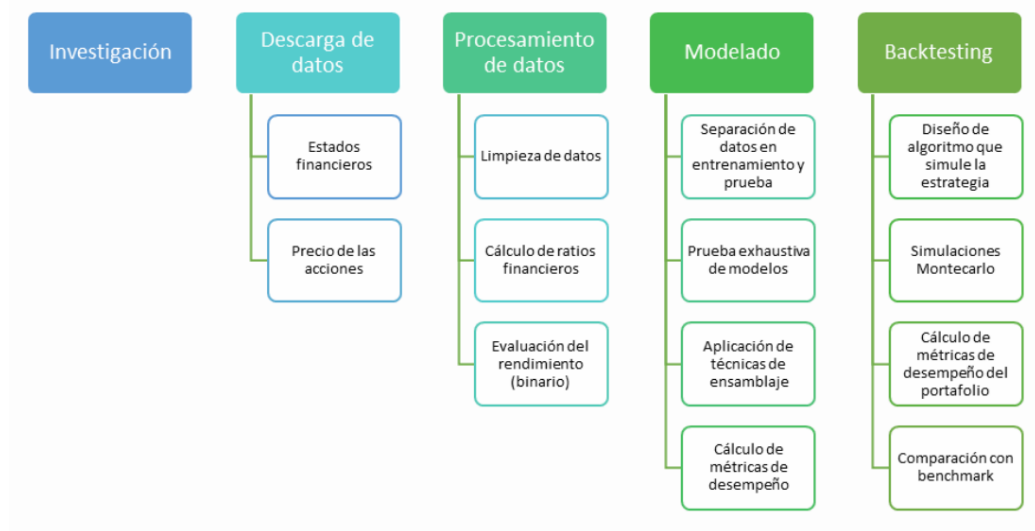 Investigación
Descarga de
datos
Estados
financieros
Precio de las
acciones
Procesamiento
de datos
Limpieza de datos
Cálculo de ratios
financieros
Evaluación del
rendimiento
(binario)
Modelado
Separación de
datos en
entrenamiento y
prueba
Prueba exhaustiva
de modelos
Aplicación de
técnicas de
ensamblaje
Cálculo de
métricas de
desempeño
Backtesting
Diseño de
algoritmo que
simule la
estrategia
Simulaciones
Montecarlo
Cálculo de
métricas de
desempeño del
portafolio
Comparación con
benchmark